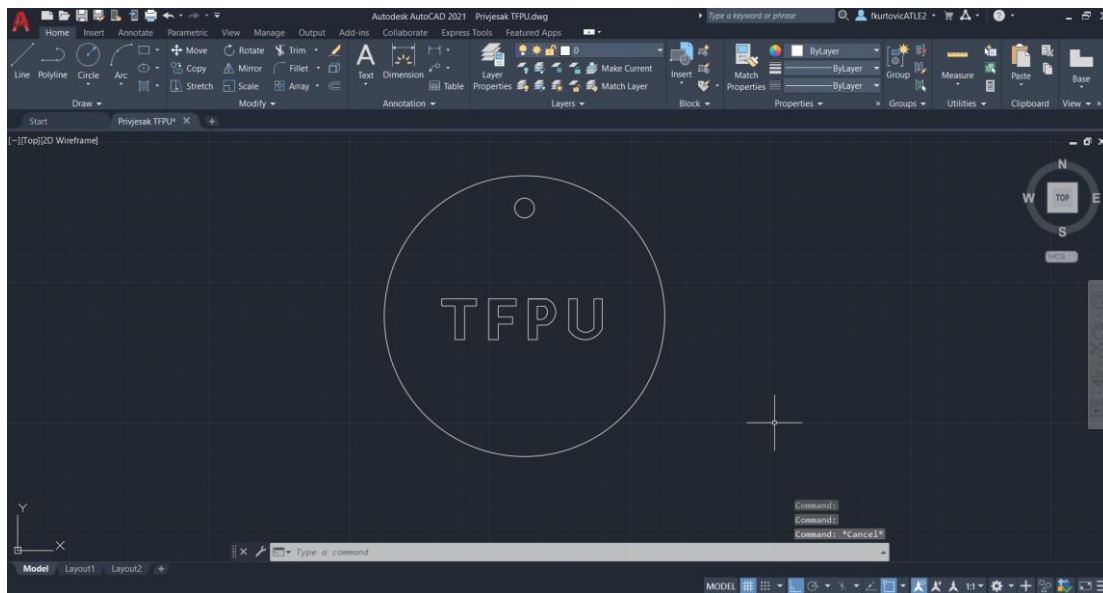 Autodesk AutoCAD 2021 Privjesak TFPU.dwg
Type a keyword or phrase
fkurtovicATLE2
Home Insert Annotate Parametric View Manage Output Add-ins Collaborate Express Tools Featured Apps
Line Polyline Circle Arc
Move Rotate Trim
Copy Mirror Fillet
Stretch Scale Array
Text Dimension
Table
Layer Properties
0
Make Current
Match Layer
Insert
Match Properties
ByLayer
ByLayer
ByLayer
Group
Measure
Paste
Base
Draw Modify Annotation Layers Block Properties Groups Utilities Clipboard View
Start Privjesak TFPU* +
[−][Top][2D Wireframe]
N
W TOP E
S
WCS
TFPU
Y
X
Command:
Command:
Command: *Cancel*
Type a command
Model Layout1 Layout2 +
MODEL 1:1